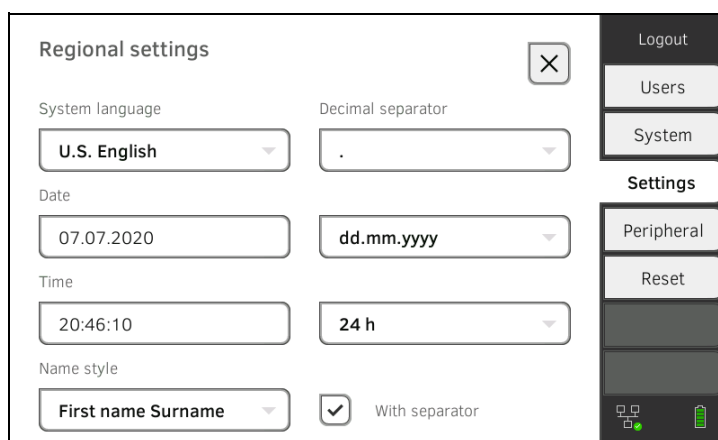 Regional settings
System language
Decimal separator
U.S. English
.
Date
07.07.2020
dd.mm.yyyy
Time
20:46:10
24 h
Name style
First name Surname
With separator
Logout
Users
System
Settings
Peripheral
Reset